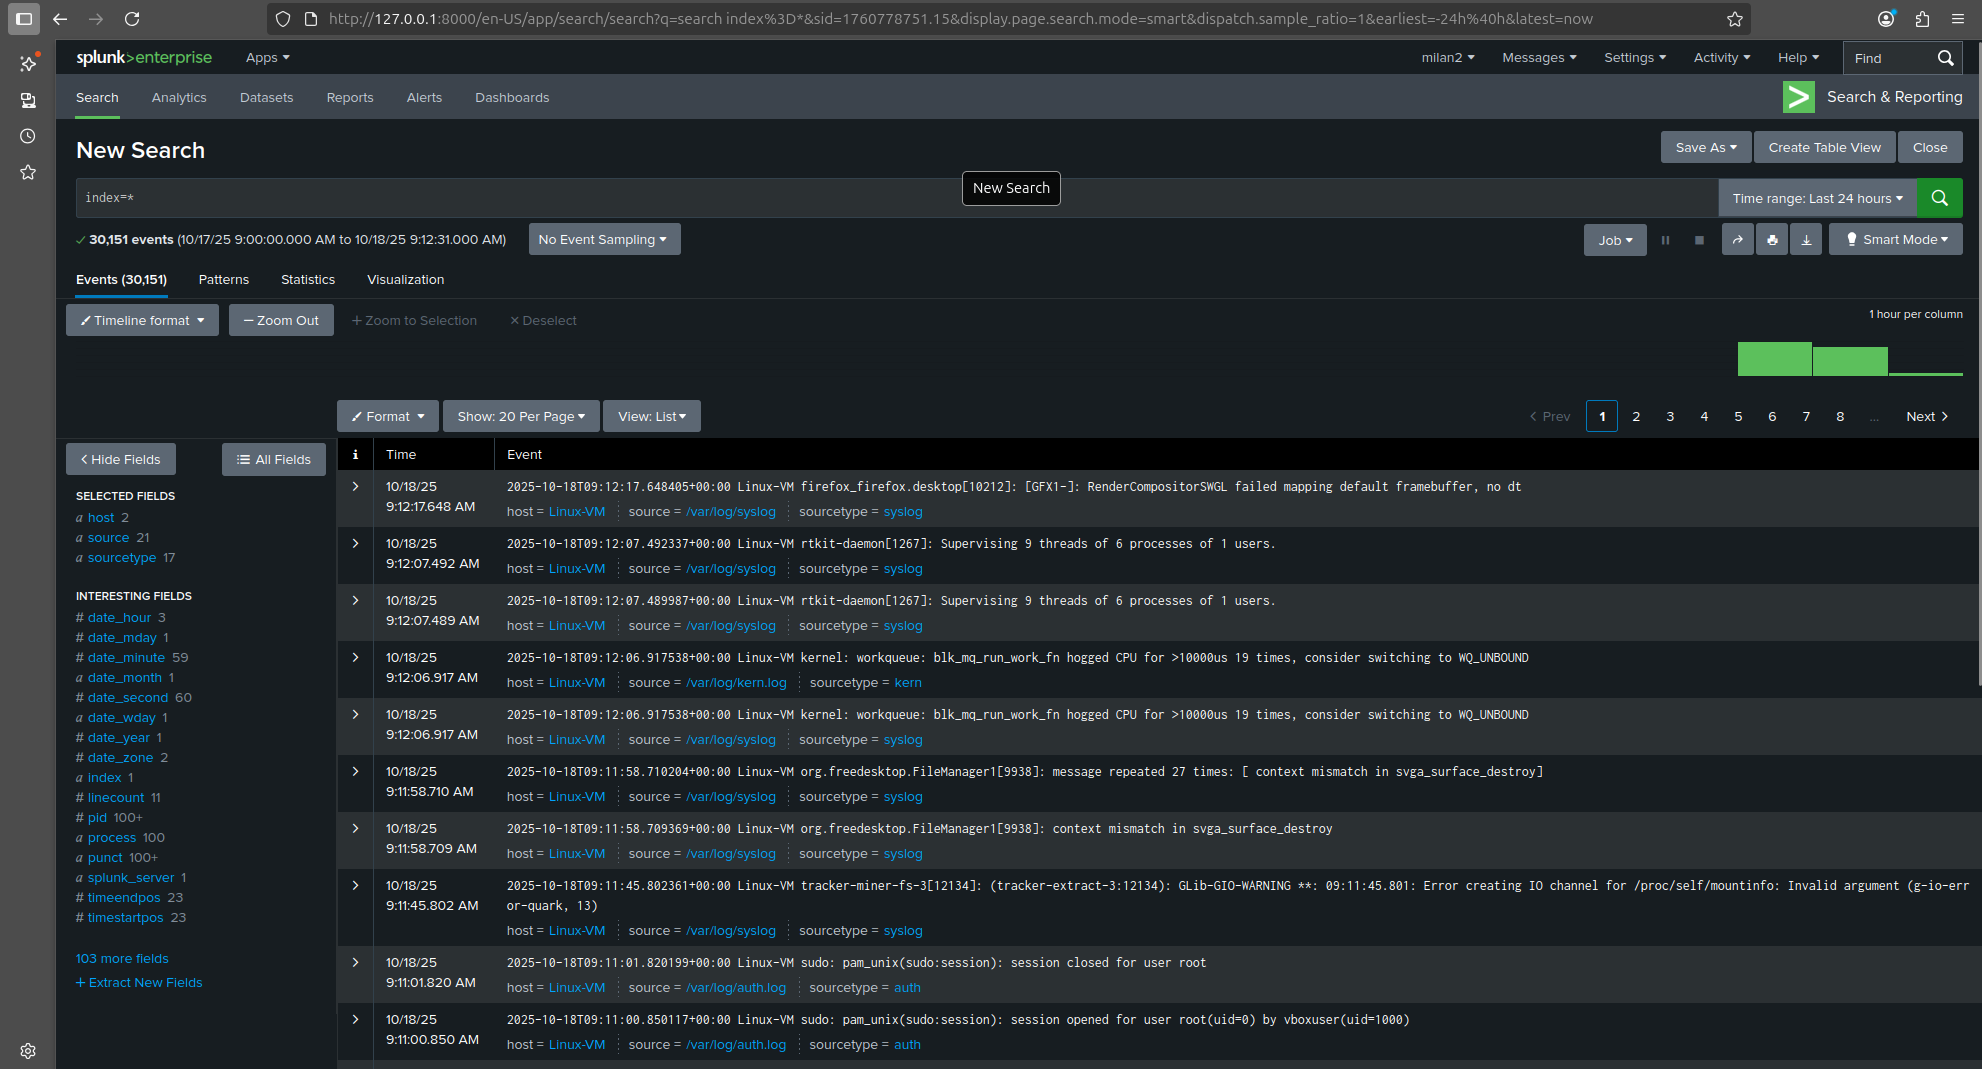 http://127.0.0.1:8000/en-US/app/search/search?q=search index%3D*&sid=1760778751.15&display.page.search.mode=smart&dispatch.sample_ratio=1&earliest=-24h%40h&latest=now
splunk>enterprise Apps milan2 Messages Settings Activity Help Find
Search Analytics Datasets Reports Alerts Dashboards > Search & Reporting
New Search Save As Create Table View Close
New Search
index=* Time range: Last 24 hours
30,151 events (10/17/25 9:00:00.000 AM to 10/18/25 9:12:31.000 AM) No Event Sampling Job Smart Mode
Events (30,151) Patterns Statistics Visualization
Timeline format — Zoom Out + Zoom to Selection × Deselect 1 hour per column
Format Show: 20 Per Page View: List < Prev 1 2 3 4 5 6 7 8 ... Next >
< Hide Fields All Fields
SELECTED FIELDS
a host 2
a source 21
a sourcetype 17
INTERESTING FIELDS
# date_hour 3
# date_mday 1
# date_minute 59
a date_month 1
# date_second 60
a date_wday 1
# date_year 1
# date_zone 2
a index 1
# linecount 11
# pid 100+
a process 100
a punct 100+
a splunk_server 1
# timeendpos 23
# timestartpos 23
103 more fields
+ Extract New Fields
i Time Event
10/18/25 2025-10-18T09:12:17.648405+00:00 Linux-VM firefox_firefox.desktop[10212]: [GFX1-]: RenderCompositorSWGL failed mapping default framebuffer, no dt
9:12:17.648 AM host = Linux-VM source = /var/log/syslog sourcetype = syslog
10/18/25 2025-10-18T09:12:07.492337+00:00 Linux-VM rtkit-daemon[1267]: Supervising 9 threads of 6 processes of 1 users.
9:12:07.492 AM host = Linux-VM source = /var/log/syslog sourcetype = syslog
10/18/25 2025-10-18T09:12:07.489987+00:00 Linux-VM rtkit-daemon[1267]: Supervising 9 threads of 6 processes of 1 users.
9:12:07.489 AM host = Linux-VM source = /var/log/syslog sourcetype = syslog
10/18/25 2025-10-18T09:12:06.917538+00:00 Linux-VM kernel: workqueue: blk_mq_run_work_fn hogged CPU for >10000us 19 times, consider switching to WQ_UNBOUND
9:12:06.917 AM host = Linux-VM source = /var/log/kern.log sourcetype = kern
10/18/25 2025-10-18T09:12:06.917538+00:00 Linux-VM kernel: workqueue: blk_mq_run_work_fn hogged CPU for >10000us 19 times, consider switching to WQ_UNBOUND
9:12:06.917 AM host = Linux-VM source = /var/log/syslog sourcetype = syslog
10/18/25 2025-10-18T09:11:58.710204+00:00 Linux-VM org.freedesktop.FileManager1[9938]: message repeated 27 times: [ context mismatch in svga_surface_destroy]
9:11:58.710 AM host = Linux-VM source = /var/log/syslog sourcetype = syslog
10/18/25 2025-10-18T09:11:58.709369+00:00 Linux-VM org.freedesktop.FileManager1[9938]: context mismatch in svga_surface_destroy
9:11:58.709 AM host = Linux-VM source = /var/log/syslog sourcetype = syslog
10/18/25 2025-10-18T09:11:45.802361+00:00 Linux-VM tracker-miner-fs-3[12134]: (tracker-extract-3:12134): GLib-GIO-WARNING **: 09:11:45.801: Error creating IO channel for /proc/self/mountinfo: Invalid argument (g-io-err
9:11:45.802 AM or-quark, 13)
host = Linux-VM source = /var/log/syslog sourcetype = syslog
10/18/25 2025-10-18T09:11:01.820199+00:00 Linux-VM sudo: pam_unix(sudo:session): session closed for user root
9:11:01.820 AM host = Linux-VM source = /var/log/auth.log sourcetype = auth
10/18/25 2025-10-18T09:11:00.850117+00:00 Linux-VM sudo: pam_unix(sudo:session): session opened for user root(uid=0) by vboxuser(uid=1000)
9:11:00.850 AM host = Linux-VM source = /var/log/auth.log sourcetype = auth